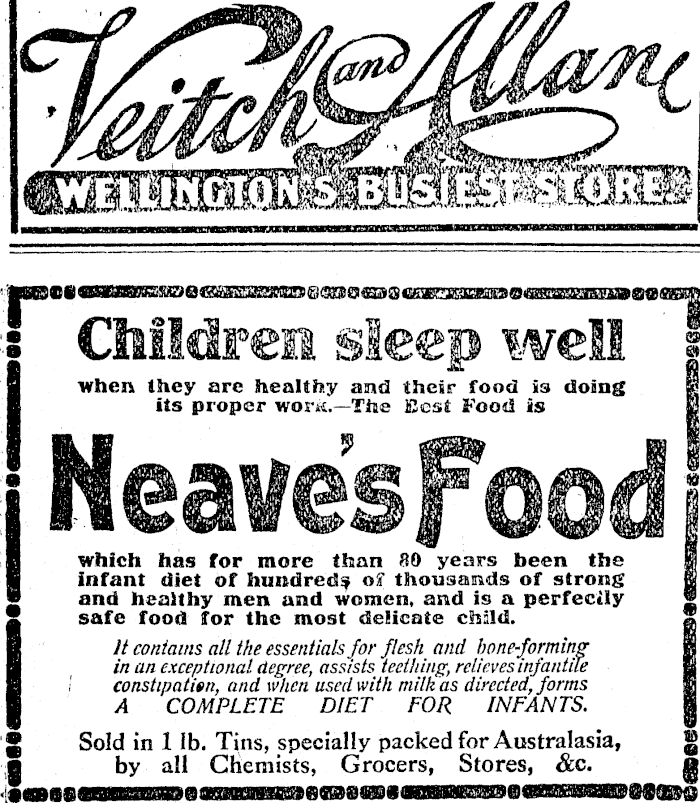 Veitch and Allan
WELLINGTON'S BUSIEST STORE.
Children sleep well
when they are healthy and their food is doing
its proper work.—The Best Food is
Neave's Food
which has for more than 80 years been the
infant diet of hundreds of thousands of strong
and healthy men and women, and is a perfectly
safe food for the most delicate child.
It contains all the essentials for flesh and bone-forming
in an exceptional degree, assists teething, relieves infantile
constipation, and when used with milk as directed, forms
A COMPLETE DIET FOR INFANTS.
Sold in 1 lb. Tins, specially packed for Australasia,
by all Chemists, Grocers, Stores, &c.